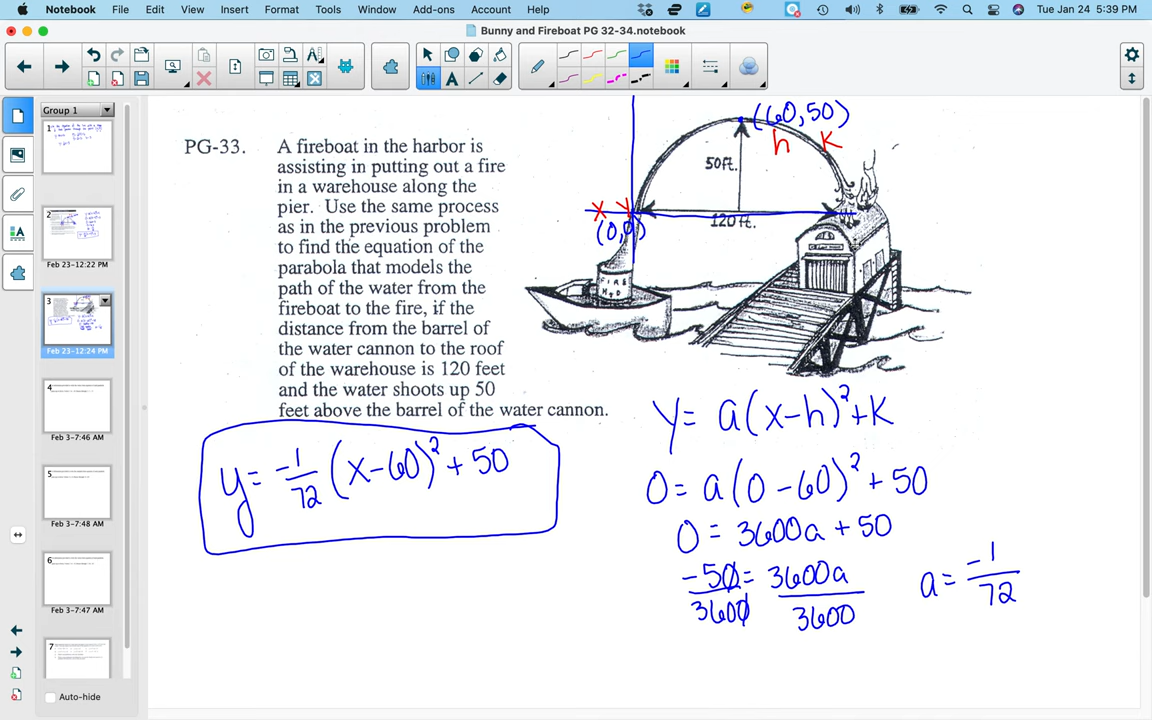 Notebook File Edit View Insert Format Tools Window Add-ons Account Help Tue Jan 24 5:39 PM
Bunny and Fireboat PG 32-34.notebook
Group 1
1
2
Feb 23-12:22 PM
3
Feb 23-12:24 PM
4
Feb 3-7:46 AM
5
Feb 3-7:48 AM
6
Feb 3-7:47 AM
7
Auto-hide
PG-33. A fireboat in the harbor is
assisting in putting out a fire
in a warehouse along the
pier. Use the same process
as in the previous problem
to find the equation of the
parabola that models the
path of the water from the
fireboat to the fire, if the
distance from the barrel of
the water cannon to the roof
of the warehouse is 120 feet
and the water shoots up 50
feet above the barrel of the water cannon.
(60,50)
h k
50ft.
x y
(0,0)
120 ft.
FIRE
y = -1/72 (x-60)² + 50
y = a(x-h)² + k
0 = a(0-60)² + 50
0 = 3600a + 50
-50 = 3600a
3600 3600
a = -1/72